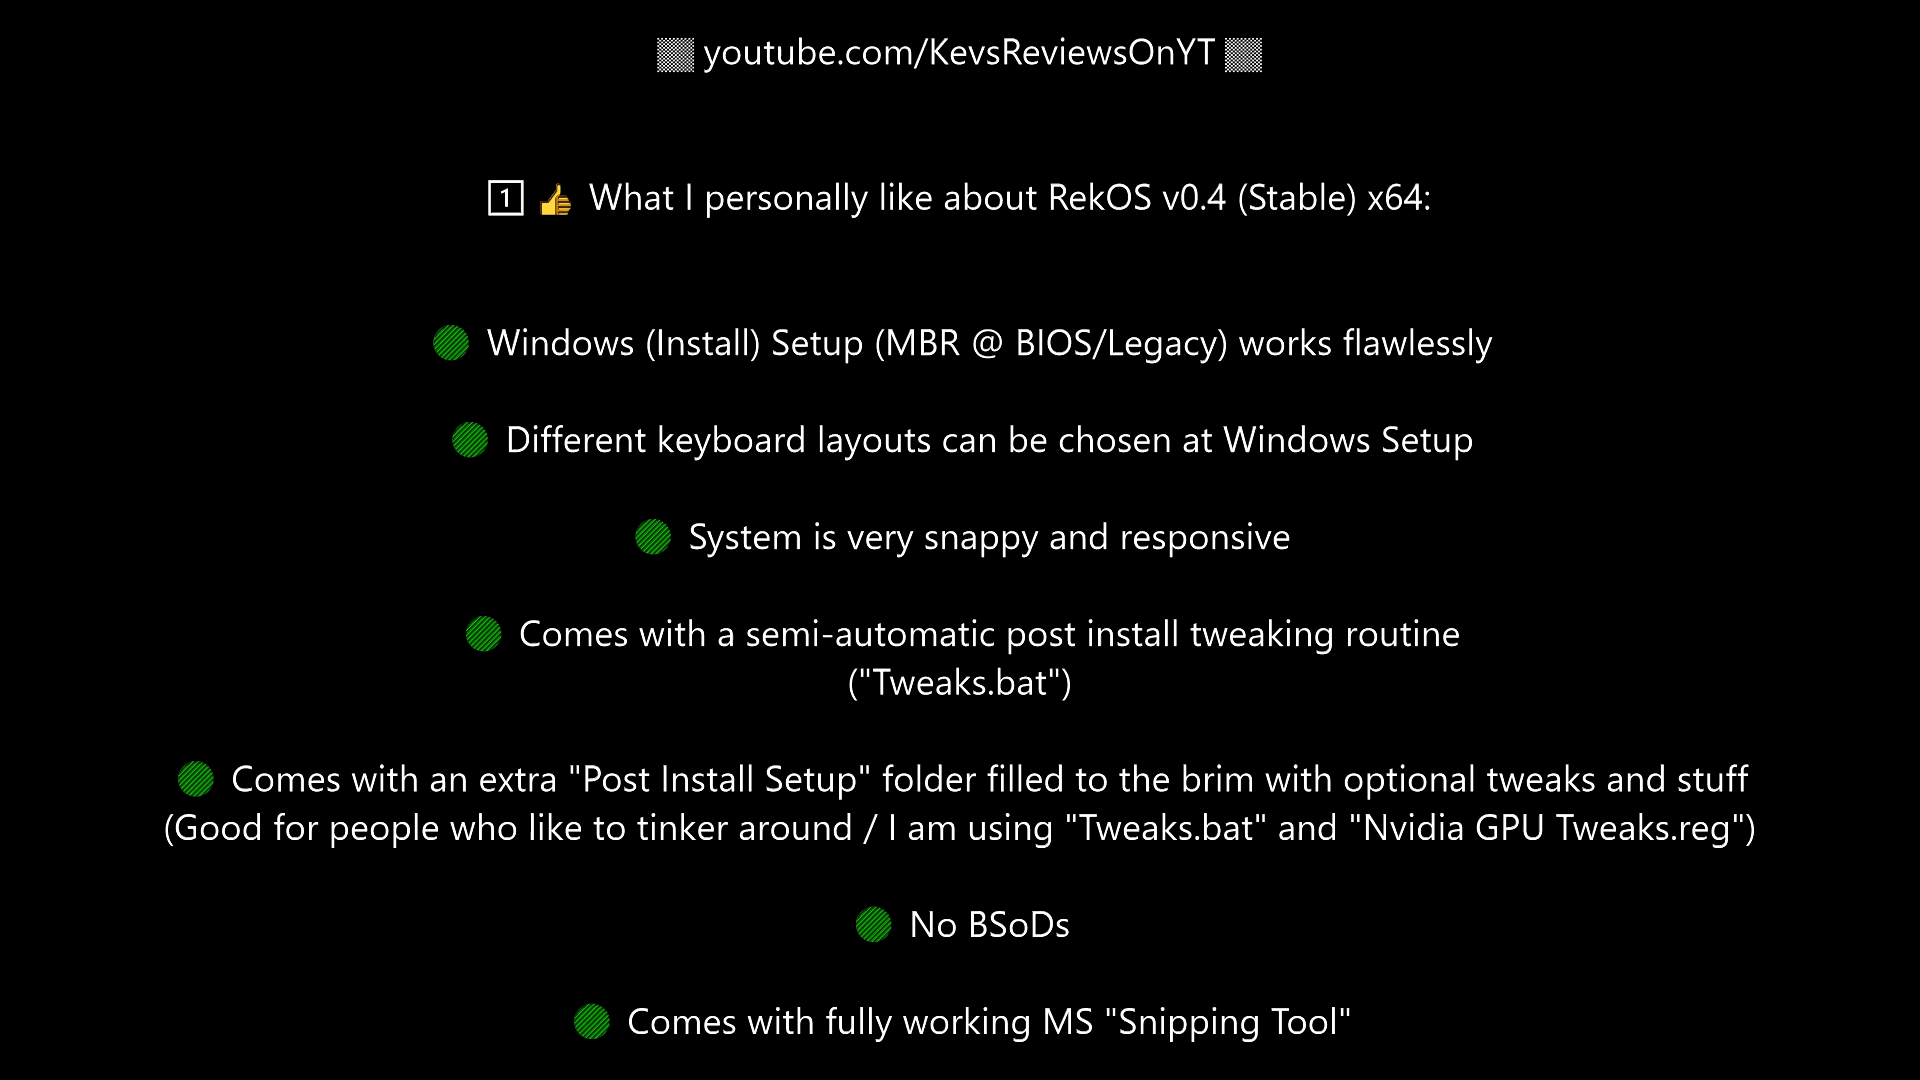 ▒▒ youtube.com/KevsReviewsOnYT ▒▒
1 👍 What I personally like about RekOS v0.4 (Stable) x64:
Windows (Install) Setup (MBR @ BIOS/Legacy) works flawlessly
Different keyboard layouts can be chosen at Windows Setup
System is very snappy and responsive
Comes with a semi-automatic post install tweaking routine
("Tweaks.bat")
Comes with an extra "Post Install Setup" folder filled to the brim with optional tweaks and stuff
(Good for people who like to tinker around / I am using "Tweaks.bat" and "Nvidia GPU Tweaks.reg")
No BSoDs
Comes with fully working MS "Snipping Tool"